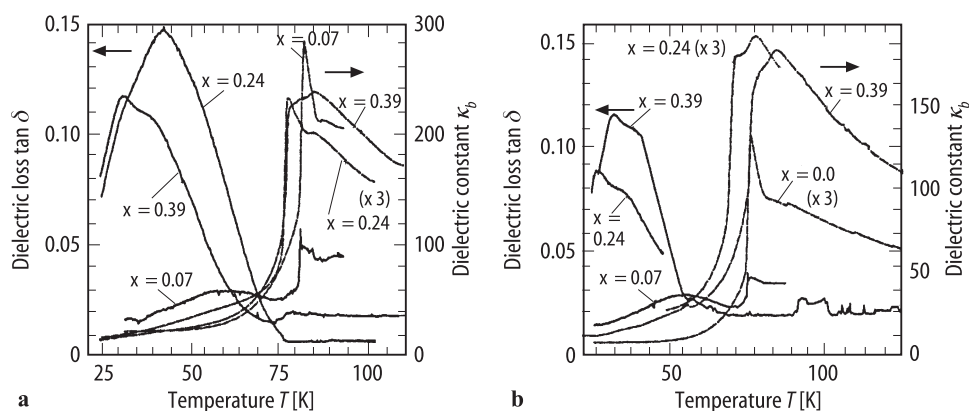 0.15
0.10
0.05
0
Dielectric loss tan δ
300
200
100
0
Dielectric constant κb
25
50
75
100
Temperature T [K]
x = 0.07
x = 0.24
x = 0.39
x = 0.39
(x 3)
x = 0.24
x = 0.07
a
0.15
0.10
0.05
0
Dielectric loss tan δ
150
100
50
0
Dielectric constant κb
50
100
Temperature T [K]
x = 0.24 (x 3)
x = 0.39
x = 0.39
x = 0.0
(x 3)
x =
0.24
x = 0.07
b